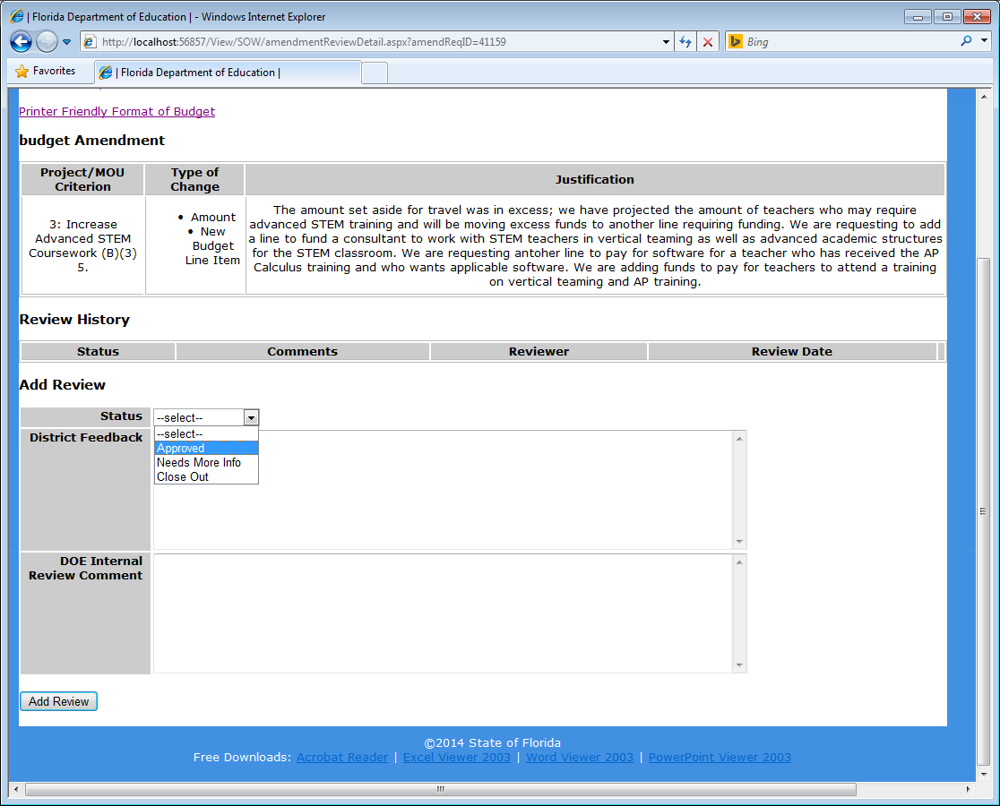 | Florida Department of Education | - Windows Internet Explorer
http://localhost:56857/View/SOW/amendmentReviewDetail.aspx?amendReqID=41159
Bing
Favorites
| Florida Department of Education |
Printer Friendly Format of Budget
budget Amendment
Project/MOU
Criterion
Type of
Change
Justification
3: Increase
Advanced STEM
Coursework (B)(3)
5.
• Amount
• New
Budget
Line Item
The amount set aside for travel was in excess; we have projected the amount of teachers who may require
advanced STEM training and will be moving excess funds to another line requiring funding. We are requesting to add
a line to fund a consultant to work with STEM teachers in vertical teaming as well as advanced academic structures
for the STEM classroom. We are requesting antoher line to pay for software for a teacher who has received the AP
Calculus training and who wants applicable software. We are adding funds to pay for teachers to attend a training
on vertical teaming and AP training.
Review History
Status Comments Reviewer Review Date
Add Review
Status
--select--
--select--
Approved
Needs More Info
Close Out
District Feedback
DOE Internal
Review Comment
Add Review
©2014 State of Florida
Free Downloads: Acrobat Reader | Excel Viewer 2003 | Word Viewer 2003 | PowerPoint Viewer 2003